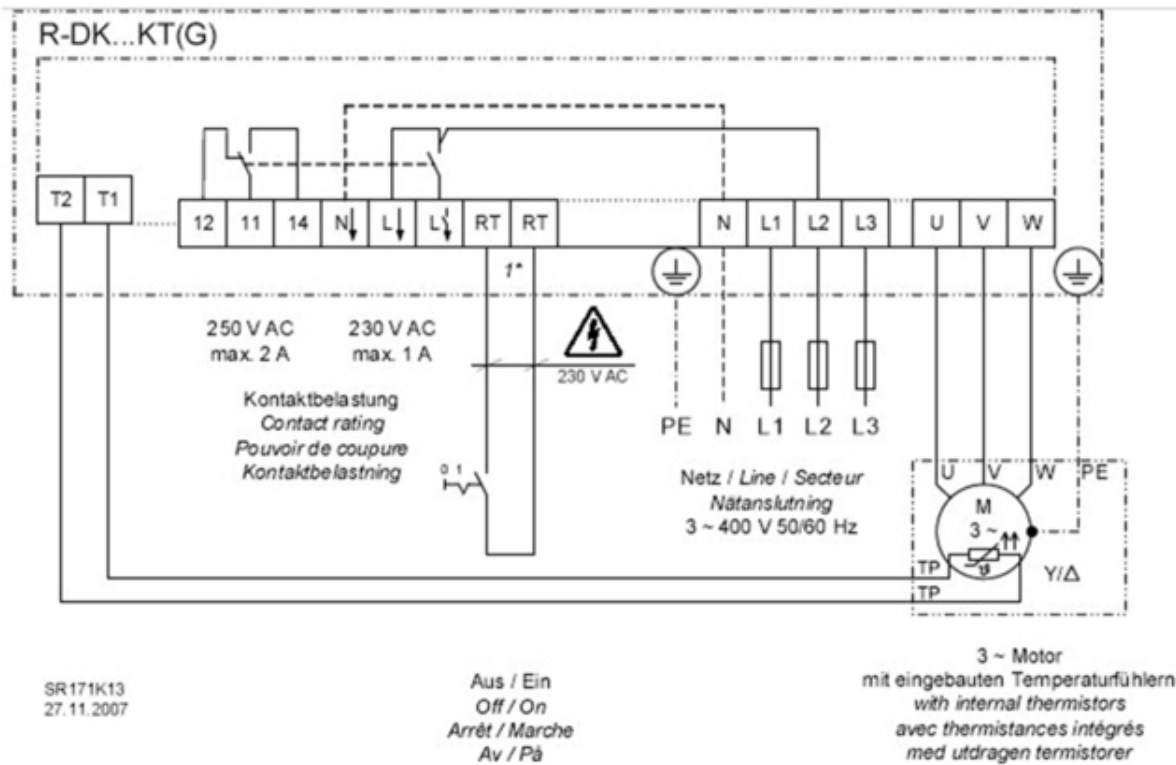 R-DK...KT(G)
T2 T1
12 11 14 N L L RT RT
N L1 L2 L3
U V W
1*
250 V AC
max. 2 A
230 V AC
max. 1 A
230 V AC
Kontaktbelastung
Contact rating
Pouvoir de coupure
Kontaktbelastning
0 1
PE N L1 L2 L3
Netz / Line / Secteur
Nätanslutning
3 ~ 400 V 50/60 Hz
U V W PE
M
3 ~
ϑ
TP
TP
Y/Δ
SR171K13
27.11.2007
Aus / Ein
Off / On
Arrêt / Marche
Av / På
3 ~ Motor
mit eingebauten Temperaturfühlern
with internal thermistors
avec thermistances intégrés
med utdragen termistorer